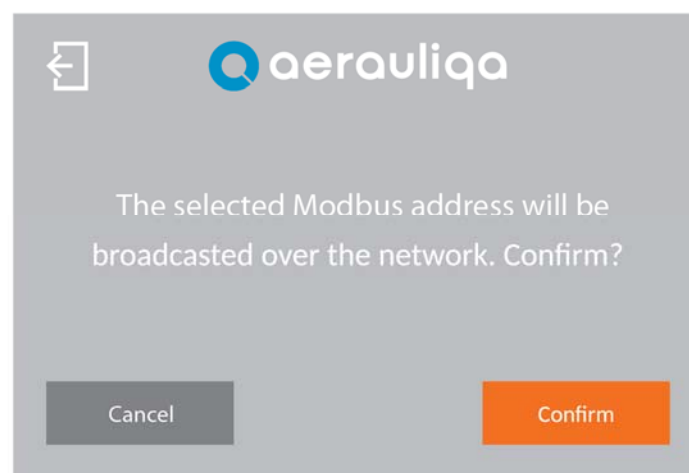 aerauliqa
The selected Modbus address will be
broadcasted over the network. Confirm?
Cancel
Confirm